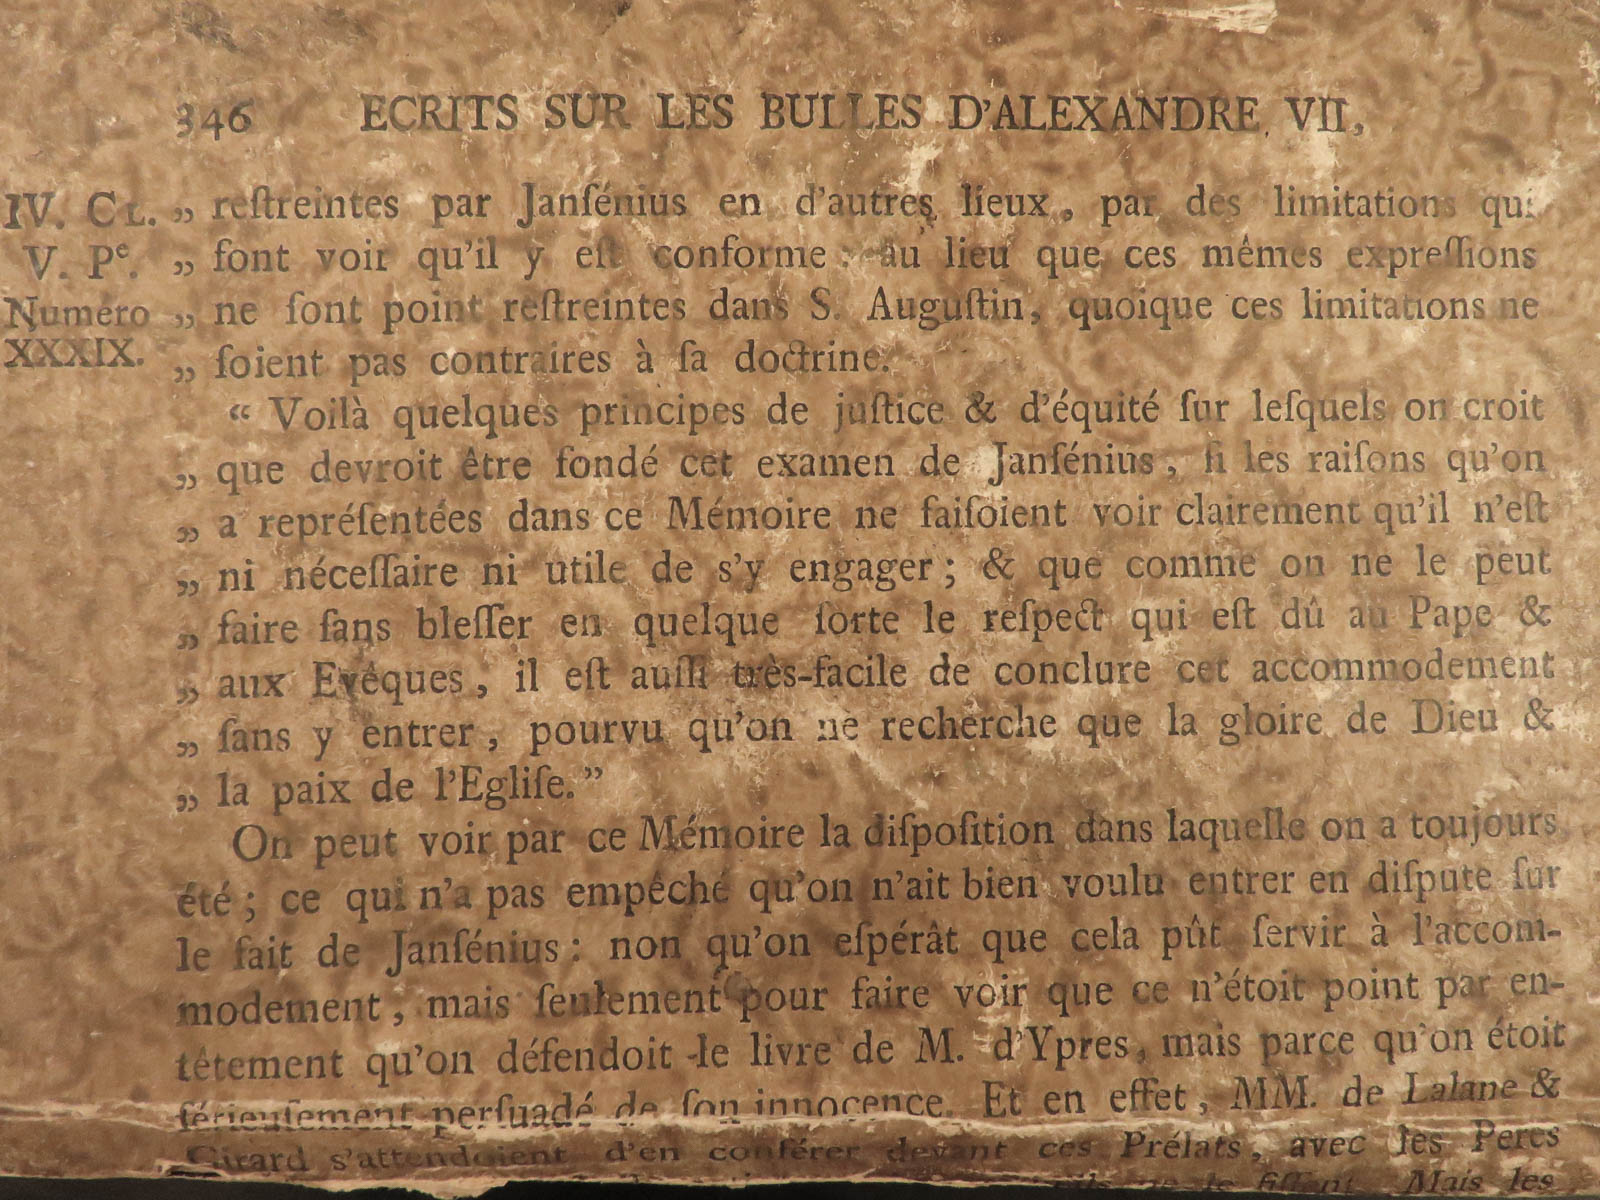 346 ECRITS SUR LES BULLES D'ALEXANDRE VII,
IV. CL. „ reſtreintes par Janſénius en d'autres lieux, par des limitations qui
V. Pe. „ font voir qu'il y eſt conforme : au lieu que ces mêmes expreſſions
Numéro „ ne ſont point reſtreintes dans S. Auguſtin, quoique ces limitations ne
XXXIX. „ ſoient pas contraires à ſa doctrine.
“ Voilà quelques principes de juſtice & d'équité ſur leſquels on croit
„ que devroit être fondé cet examen de Janſénius, ſi les raiſons qu'on
„ a repréſentées dans ce Mémoire ne faiſoient voir clairement qu'il n'eſt
„ ni néceſſaire ni utile de s'y engager ; & que comme on ne le peut
„ faire ſans bleſſer en quelque ſorte le reſpect qui eſt dû au Pape &
„ aux Evêques, il eſt auſſi très-facile de conclure cet accommodement
„ ſans y entrer, pourvu qu'on ne recherche que la gloire de Dieu &
„ la paix de l'Egliſe.”
On peut voir par ce Mémoire la diſpoſition dans laquelle on a toujours
été ; ce qui n'a pas empêché qu'on n'ait bien voulu entrer en diſpute ſur
le fait de Janſénius : non qu'on eſpérât que cela pût ſervir à l'accom-
modement, mais ſeulement pour faire voir que ce n'étoit point par en-
têtement qu'on défendoit le livre de M. d'Ypres, mais parce qu'on étoit
ſérieuſement perſuadé de ſon innocence. Et en effet, MM. de Lalane &
Girard s'attendoient d'en conférer devant ces Prélats, avec les Peres
ne le fiſſent. Mais les